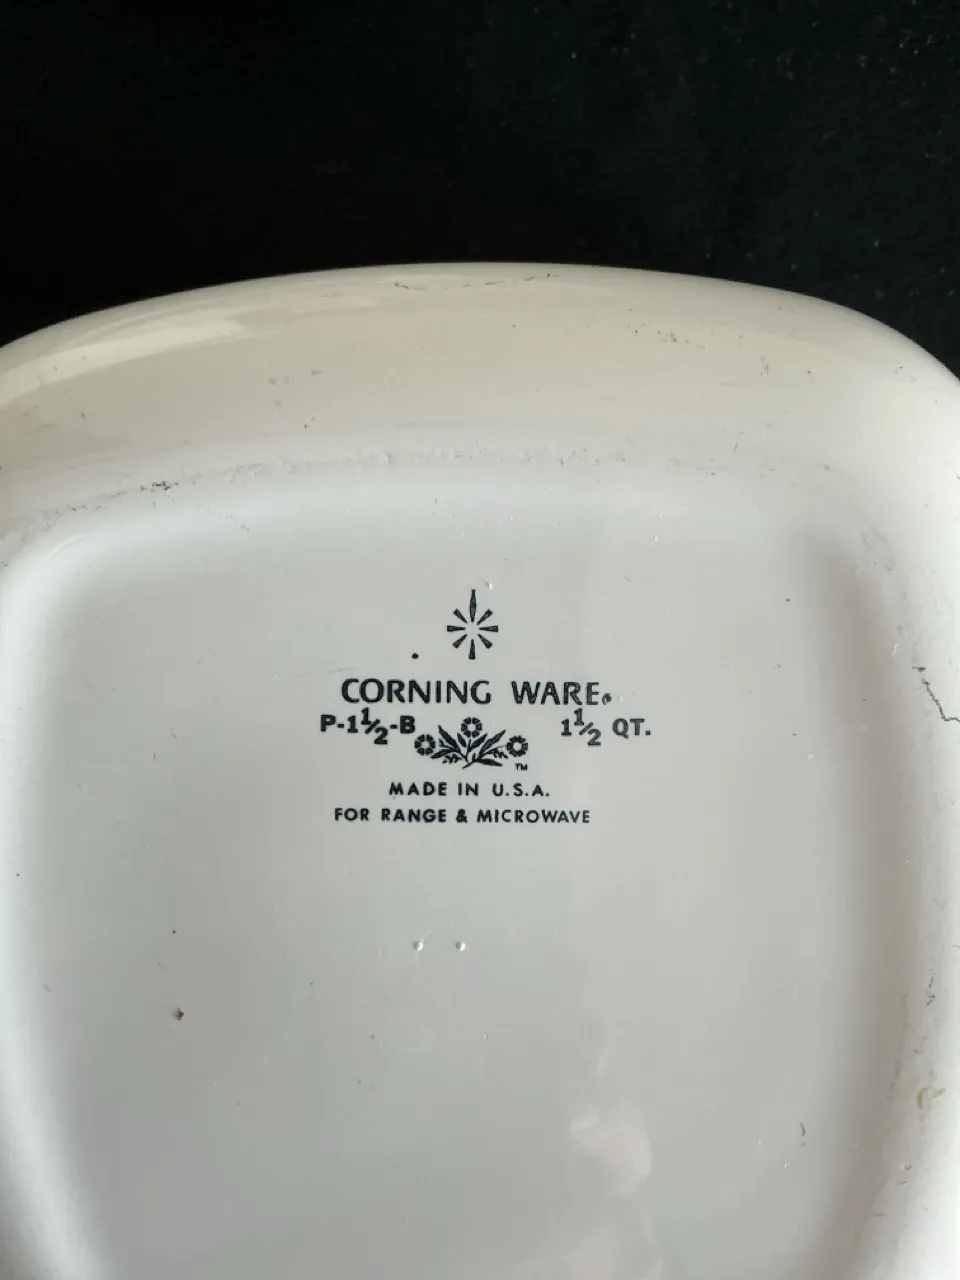 CORNING WARE®
P-1½-B 1½ QT.
TM
MADE IN U.S.A.
FOR RANGE & MICROWAVE